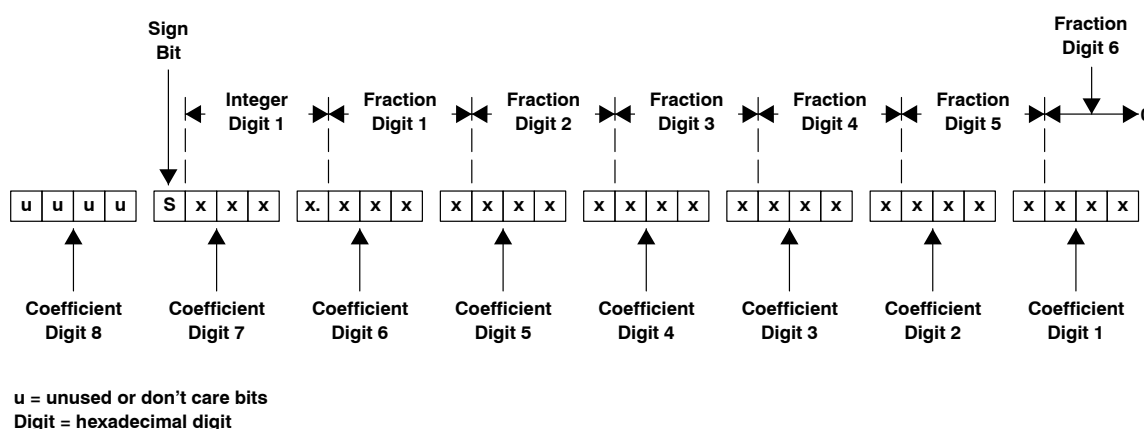 Sign
Bit
Fraction
Digit 6
Integer
Digit 1
Fraction
Digit 1
Fraction
Digit 2
Fraction
Digit 3
Fraction
Digit 4
Fraction
Digit 5
0
u u u u
S x x x
x. x x x
x x x x
x x x x
x x x x
x x x x
x x x x
Coefficient
Digit 8
Coefficient
Digit 7
Coefficient
Digit 6
Coefficient
Digit 5
Coefficient
Digit 4
Coefficient
Digit 3
Coefficient
Digit 2
Coefficient
Digit 1
u = unused or don’t care bits
Digit = hexadecimal digit